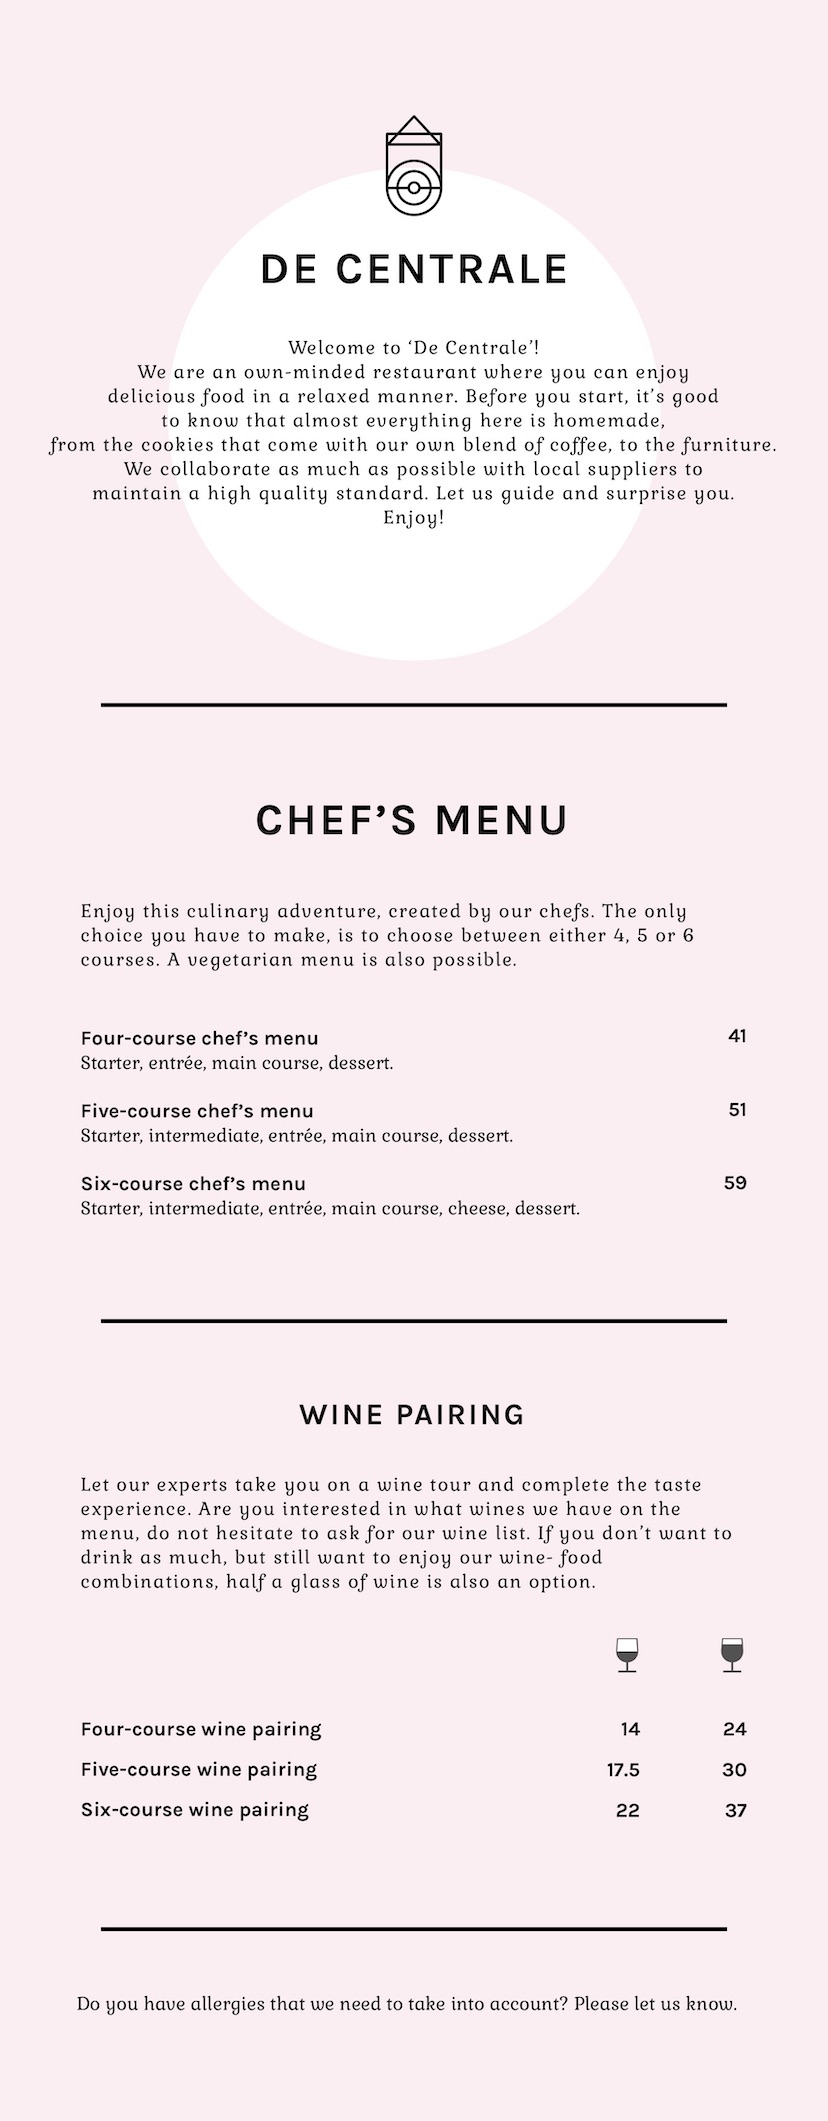 DE CENTRALE
Welcome to ‘De Centrale’!
We are an own-minded restaurant where you can enjoy
delicious food in a relaxed manner. Before you start, it’s good
to know that almost everything here is homemade,
from the cookies that come with our own blend of coffee, to the furniture.
We collaborate as much as possible with local suppliers to
maintain a high quality standard. Let us guide and surprise you.
Enjoy!
CHEF’S MENU
Enjoy this culinary adventure, created by our chefs. The only
choice you have to make, is to choose between either 4, 5 or 6
courses. A vegetarian menu is also possible.
Four-course chef’s menu 41
Starter, entrée, main course, dessert.
Five-course chef’s menu 51
Starter, intermediate, entrée, main course, dessert.
Six-course chef’s menu 59
Starter, intermediate, entrée, main course, cheese, dessert.
WINE PAIRING
Let our experts take you on a wine tour and complete the taste
experience. Are you interested in what wines we have on the
menu, do not hesitate to ask for our wine list. If you don’t want to
drink as much, but still want to enjoy our wine- food
combinations, half a glass of wine is also an option.
Four-course wine pairing 14 24
Five-course wine pairing 17.5 30
Six-course wine pairing 22 37
Do you have allergies that we need to take into account? Please let us know.